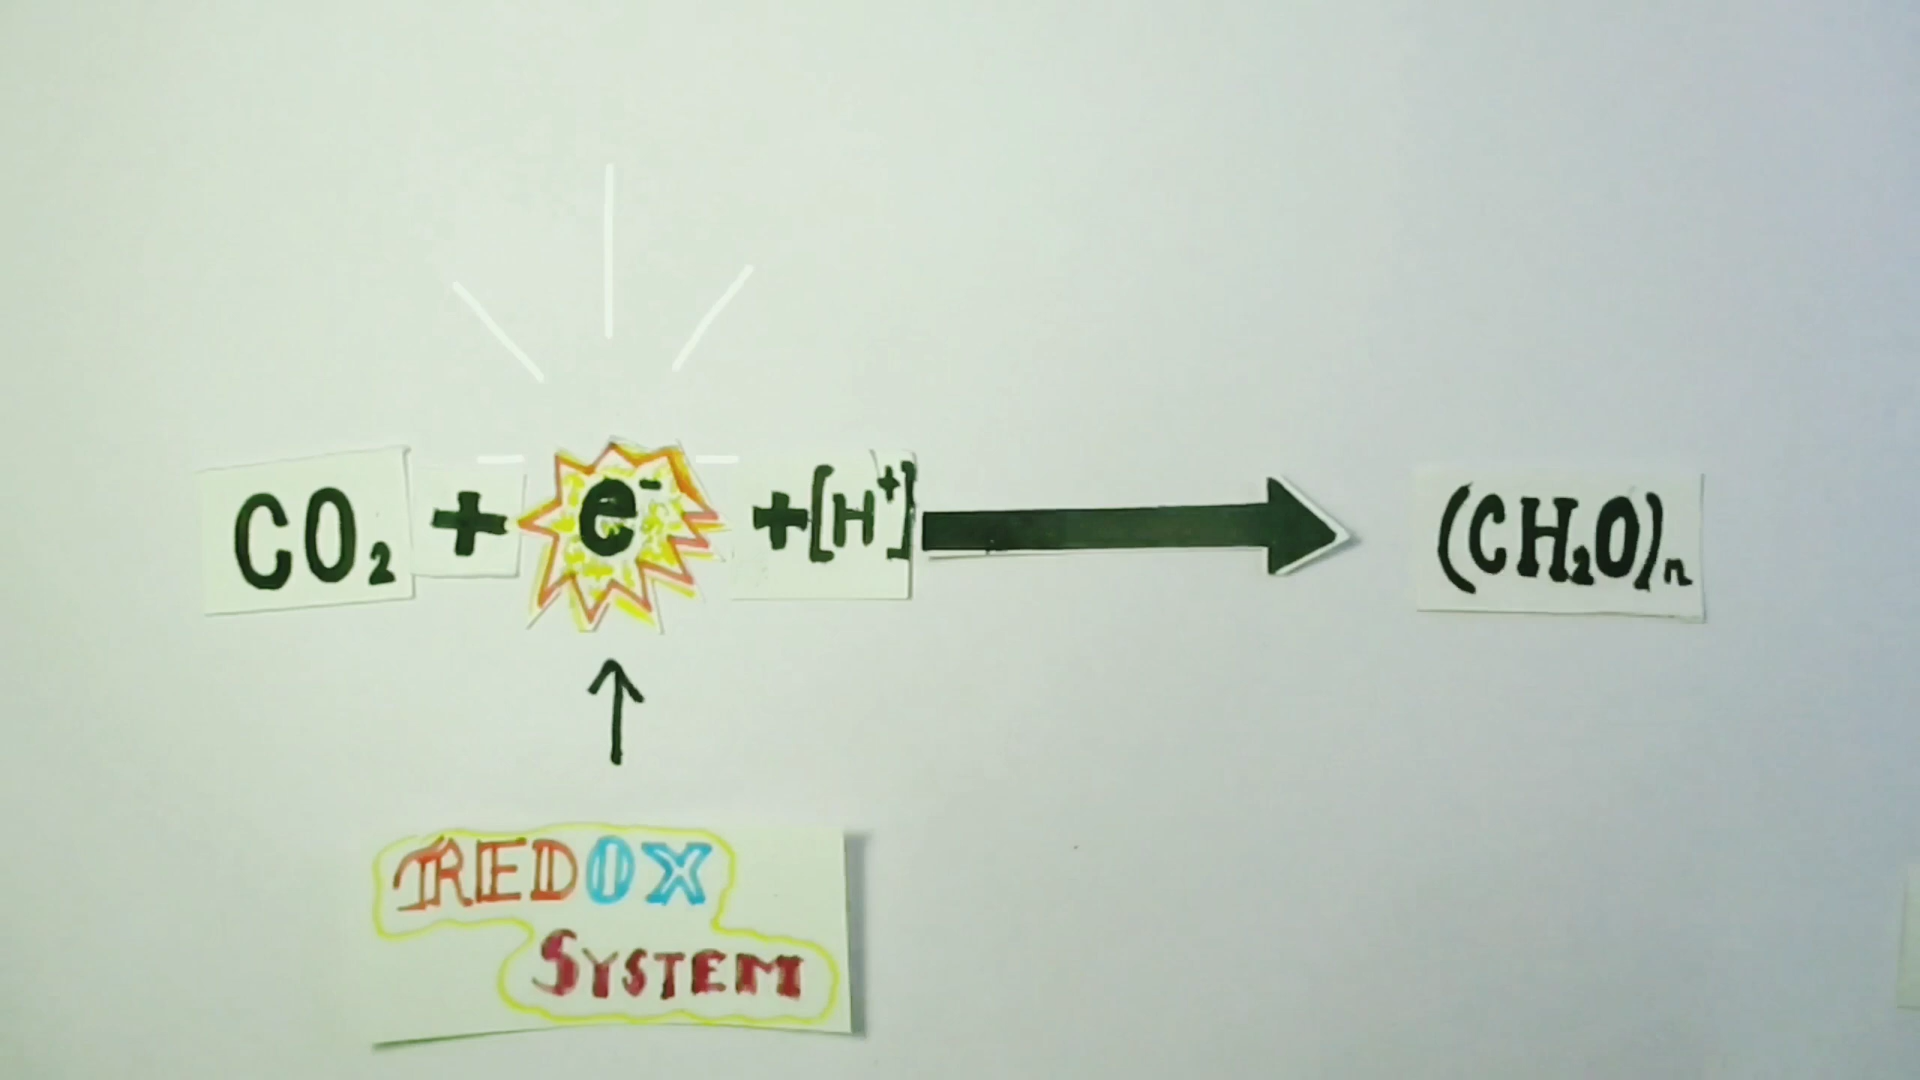 CO₂ + e⁻ + [H⁺] → (CH₂O)ₙ
REDOX
SYSTEM